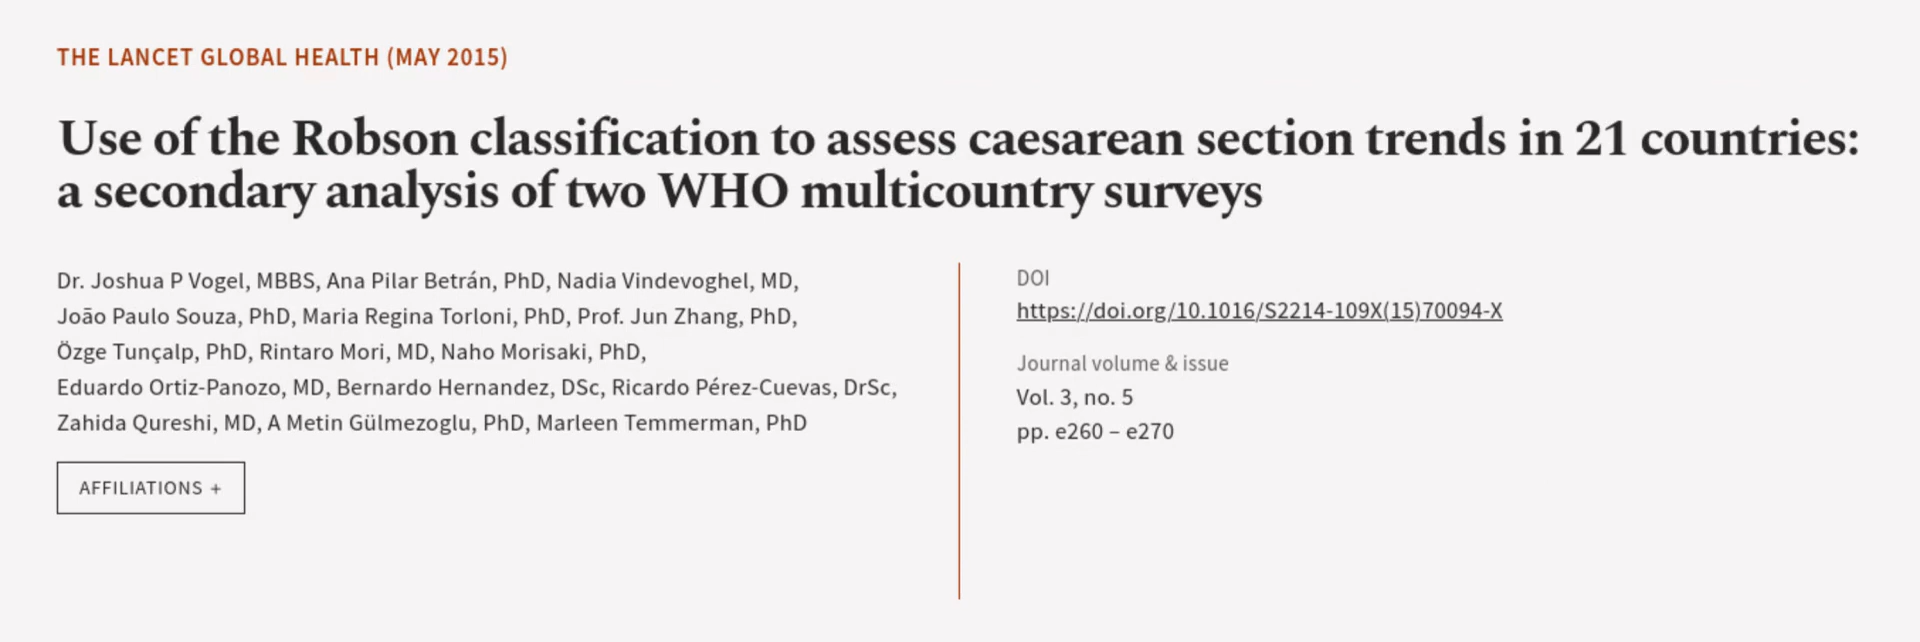 THE LANCET GLOBAL HEALTH (MAY 2015)
Use of the Robson classification to assess caesarean section trends in 21 countries:
a secondary analysis of two WHO multicountry surveys
Dr. Joshua P Vogel, MBBS, Ana Pilar Betrán, PhD, Nadia Vindevoghel, MD,
João Paulo Souza, PhD, Maria Regina Torloni, PhD, Prof. Jun Zhang, PhD,
Özge Tunçalp, PhD, Rintaro Mori, MD, Naho Morisaki, PhD,
Eduardo Ortiz-Panozo, MD, Bernardo Hernandez, DSc, Ricardo Pérez-Cuevas, DrSc,
Zahida Qureshi, MD, A Metin Gülmezoglu, PhD, Marleen Temmerman, PhD
AFFILIATIONS +
DOI
https://doi.org/10.1016/S2214-109X(15)70094-X
Journal volume & issue
Vol. 3, no. 5
pp. e260 – e270